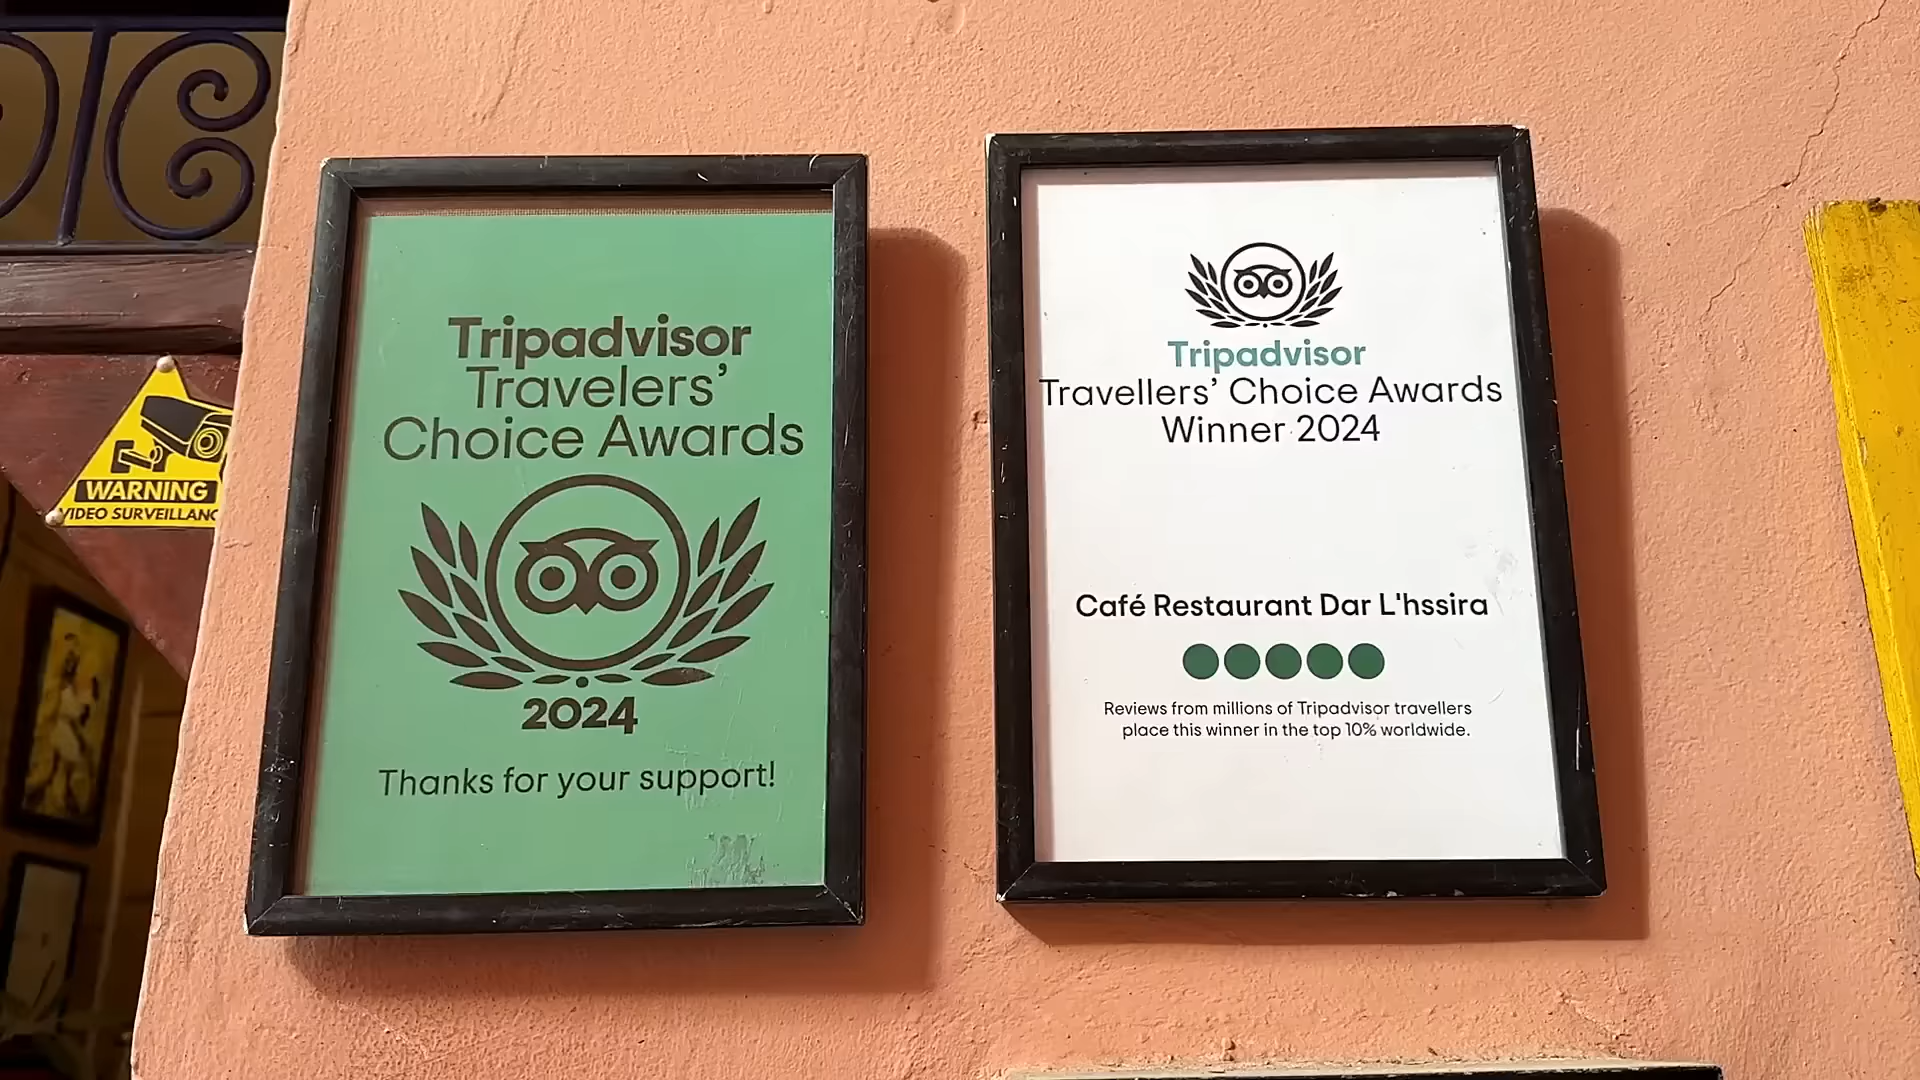 Tripadvisor
Travelers’
Choice Awards
2024
Thanks for your support!
Tripadvisor
Travellers’ Choice Awards
Winner 2024
Café Restaurant Dar L'hssira
Reviews from millions of Tripadvisor travellers
place this winner in the top 10% worldwide.
WARNING
VIDEO SURVEILLANC